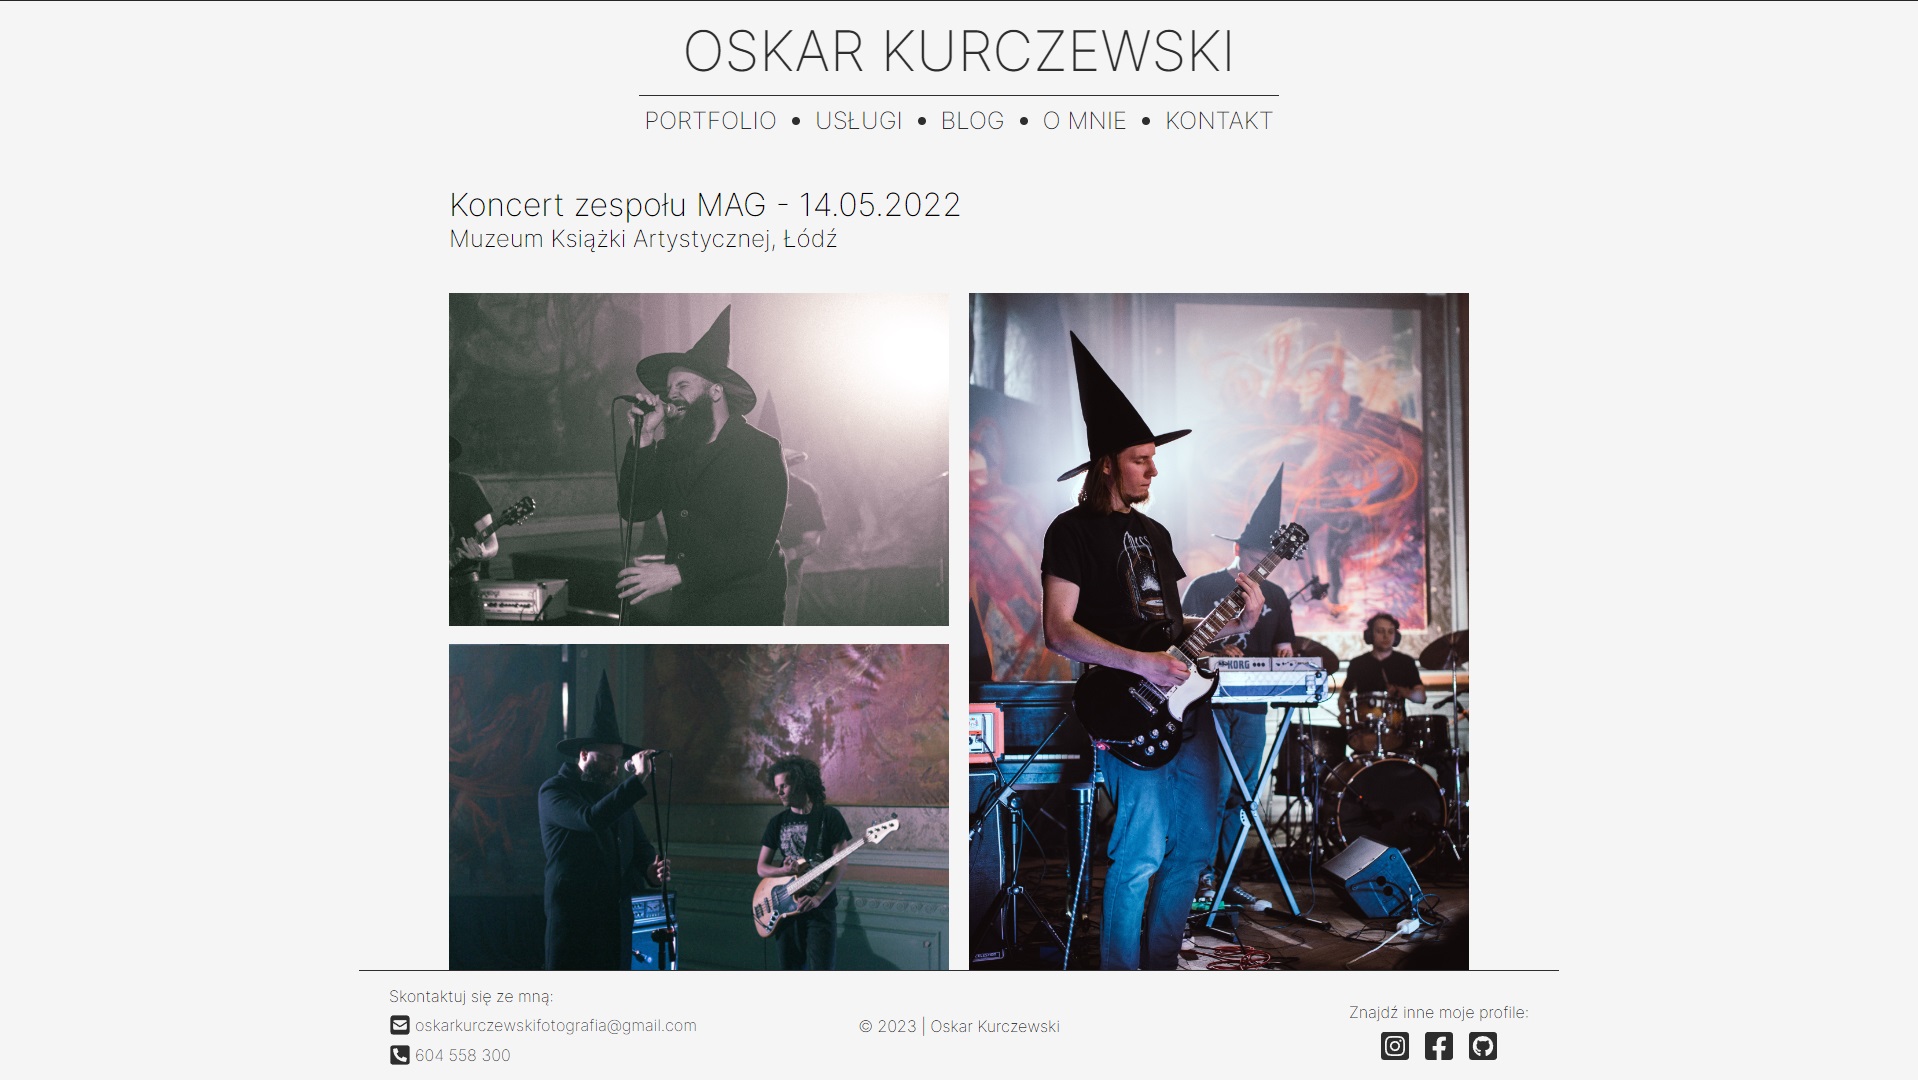 OSKAR KURCZEWSKI
PORTFOLIO • USŁUGI • BLOG • O MNIE • KONTAKT
Koncert zespołu MAG - 14.05.2022
Muzeum Książki Artystycznej, Łódź
KORG
Skontaktuj się ze mną:
oskarkurczewskifotografia@gmail.com
604 558 300
© 2023 | Oskar Kurczewski
Znajdź inne moje profile: